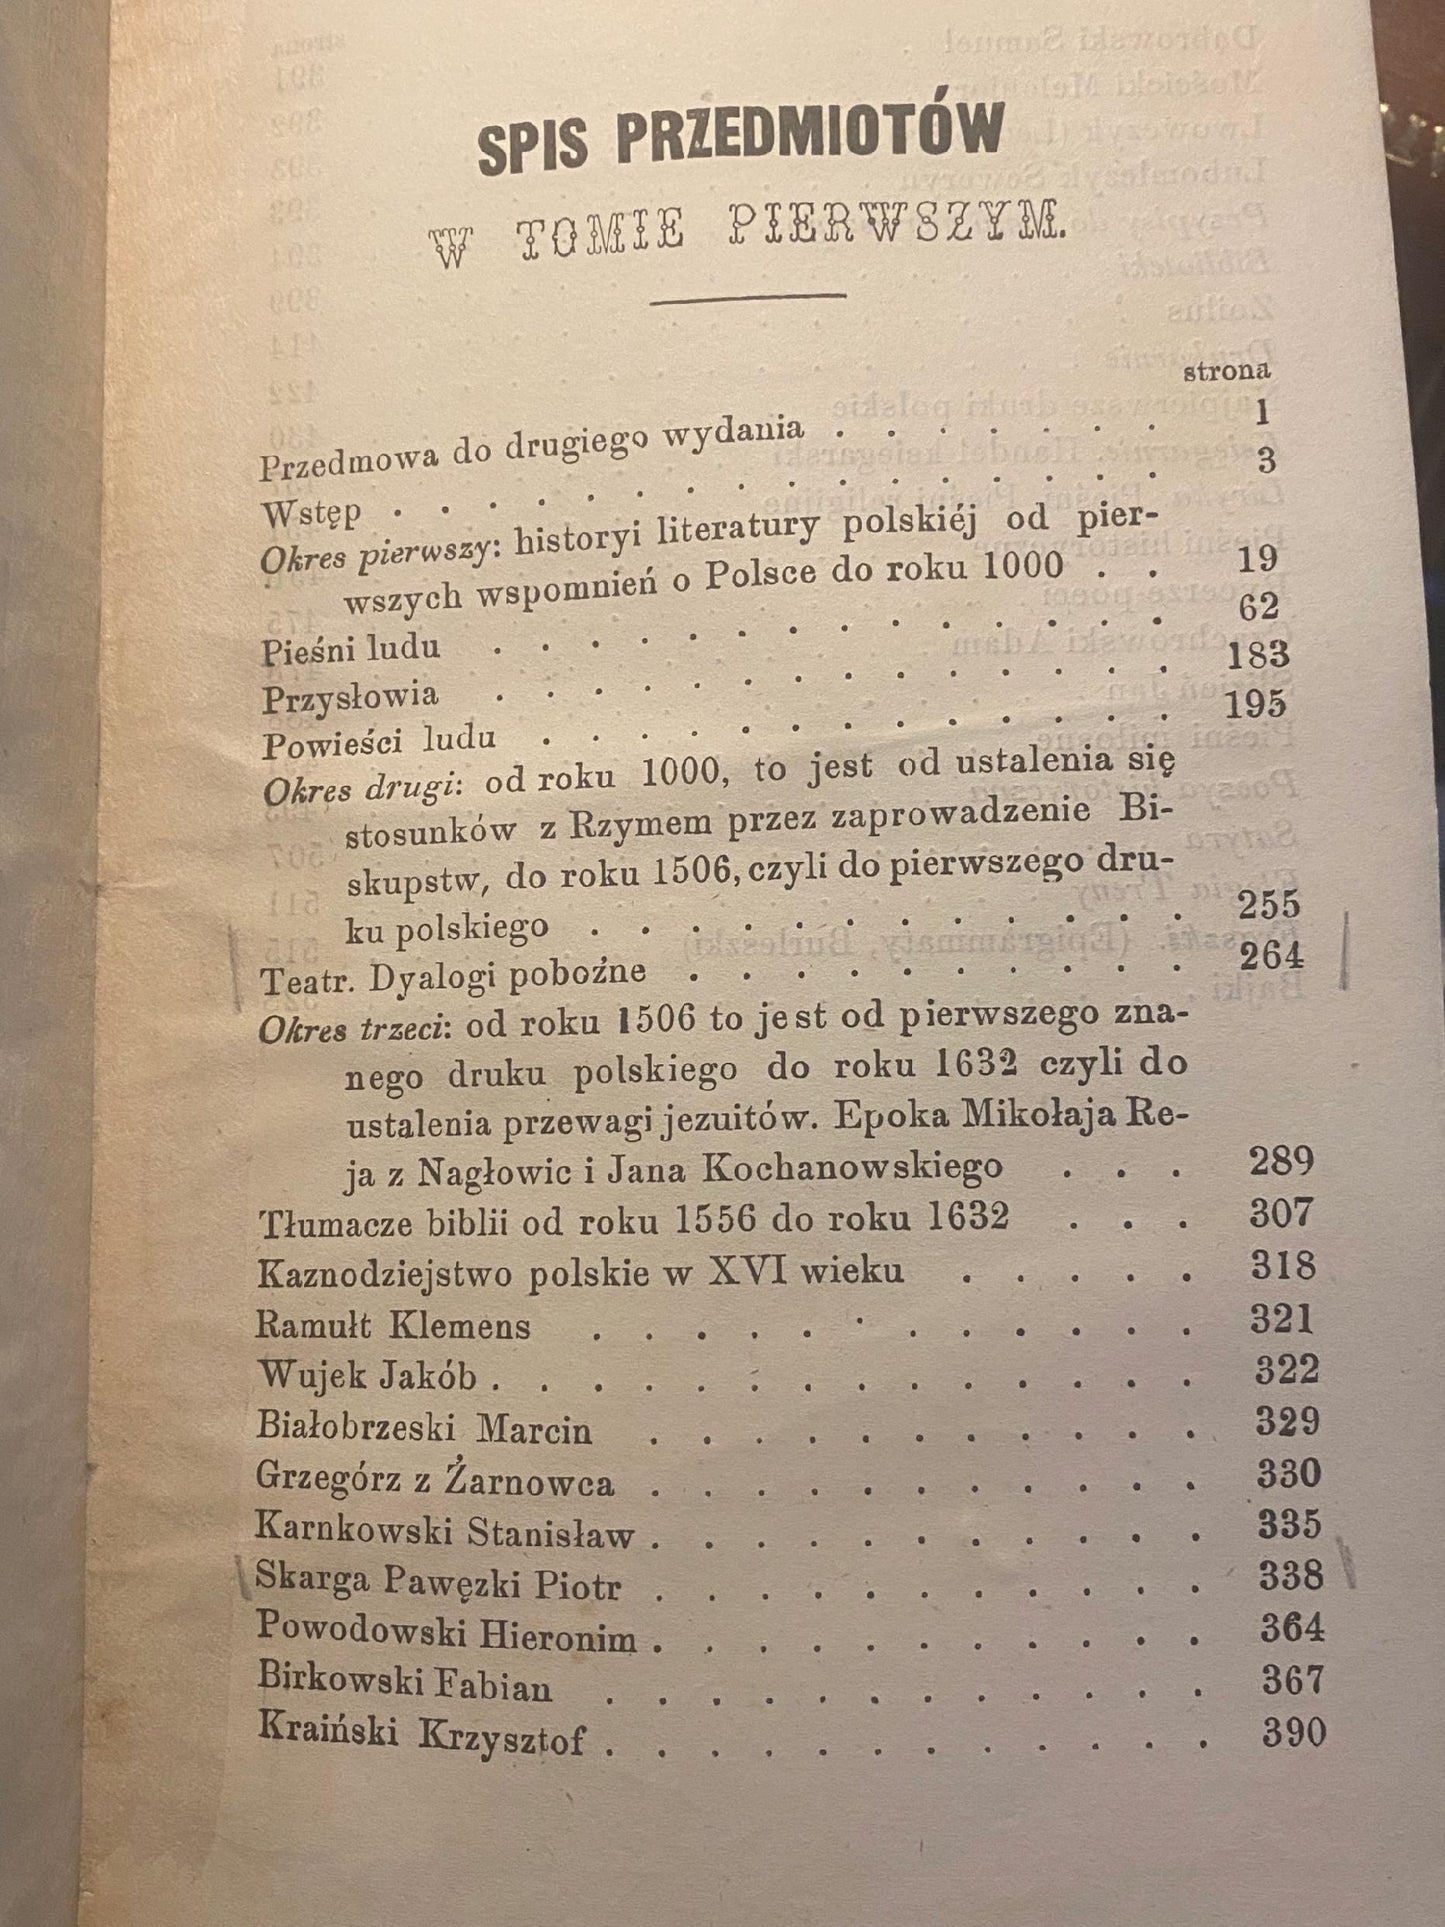 SPIS PRZEDMIOTÓW
W TOMIE PIERWSZYM.
strona
Przedmowa do drugiego wydania . . . . . . . 1
Wstęp . . . . . . . . . . . . . . . . 3
Okres pierwszy: historyi literatury polskiéj od pier-
wszych wspomnień o Polsce do roku 1000 . . 19
Pieśni ludu . . . . . . . . . . . . . . 62
Przysłowia . . . . . . . . . . . . . . 183
Powieści ludu . . . . . . . . . . . . . 195
Okres drugi: od roku 1000, to jest od ustalenia się
stosunków z Rzymem przez zaprowadzenie Bi-
skupstw, do roku 1506, czyli do pierwszego dru-
ku polskiego . . . . . . . . . . . . 255
Teatr. Dyalogi pobożne . . . . . . . . . . 264
Okres trzeci: od roku 1506 to jest od pierwszego zna-
nego druku polskiego do roku 1632 czyli do
ustalenia przewagi jezuitów. Epoka Mikołaja Re-
ja z Nagłowic i Jana Kochanowskiego . . . 289
Tłumacze biblii od roku 1556 do roku 1632 . . . 307
Kaznodziejstwo polskie w XVI wieku . . . . . 318
Ramułt Klemens . . . . . . . . . . . . 321
Wujek Jakób . . . . . . . . . . . . . . 322
Białobrzeski Marcin . . . . . . . . . . . 329
Grzegórz z Żarnowca . . . . . . . . . . . 330
Karnkowski Stanisław . . . . . . . . . . . 335
Skarga Pawęzki Piotr . . . . . . . . . . . 338
Powodowski Hieronim . . . . . . . . . . . 364
Birkowski Fabian . . . . . . . . . . . . 367
Kraiński Krzysztof . . . . . . . . . . . . 390